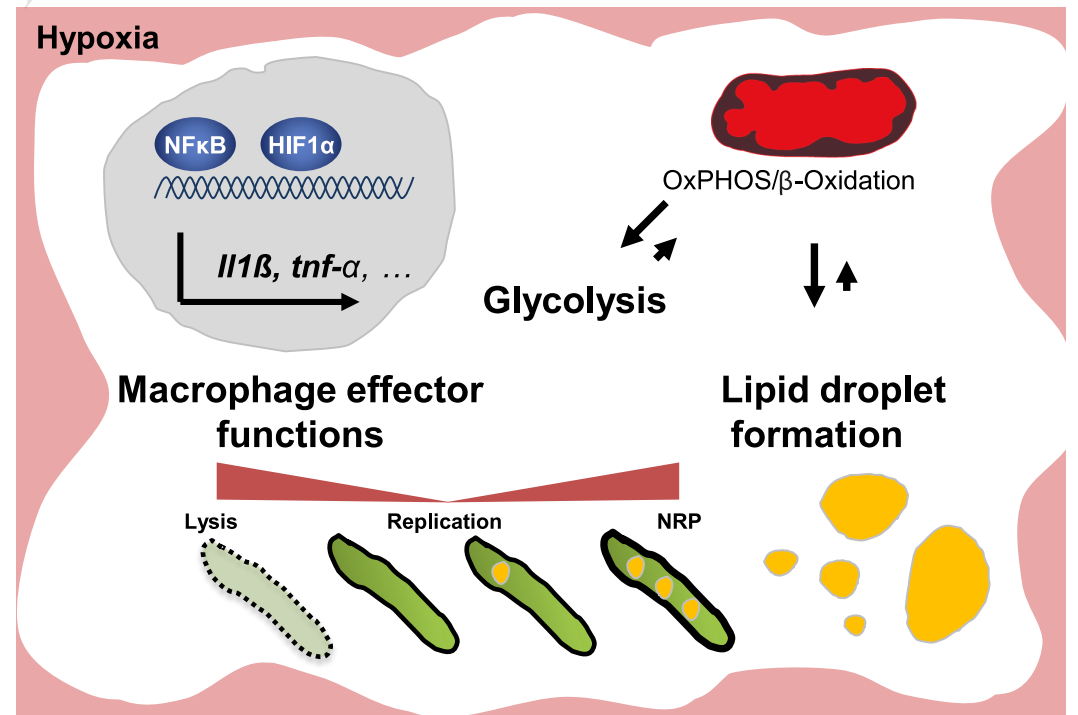 Hypoxia
NFκB
HIF1α
OxPHOS/β-Oxidation
Il1ß, tnf-α, …
Glycolysis
Macrophage effector
functions
Lipid droplet
formation
Lysis
Replication
NRP